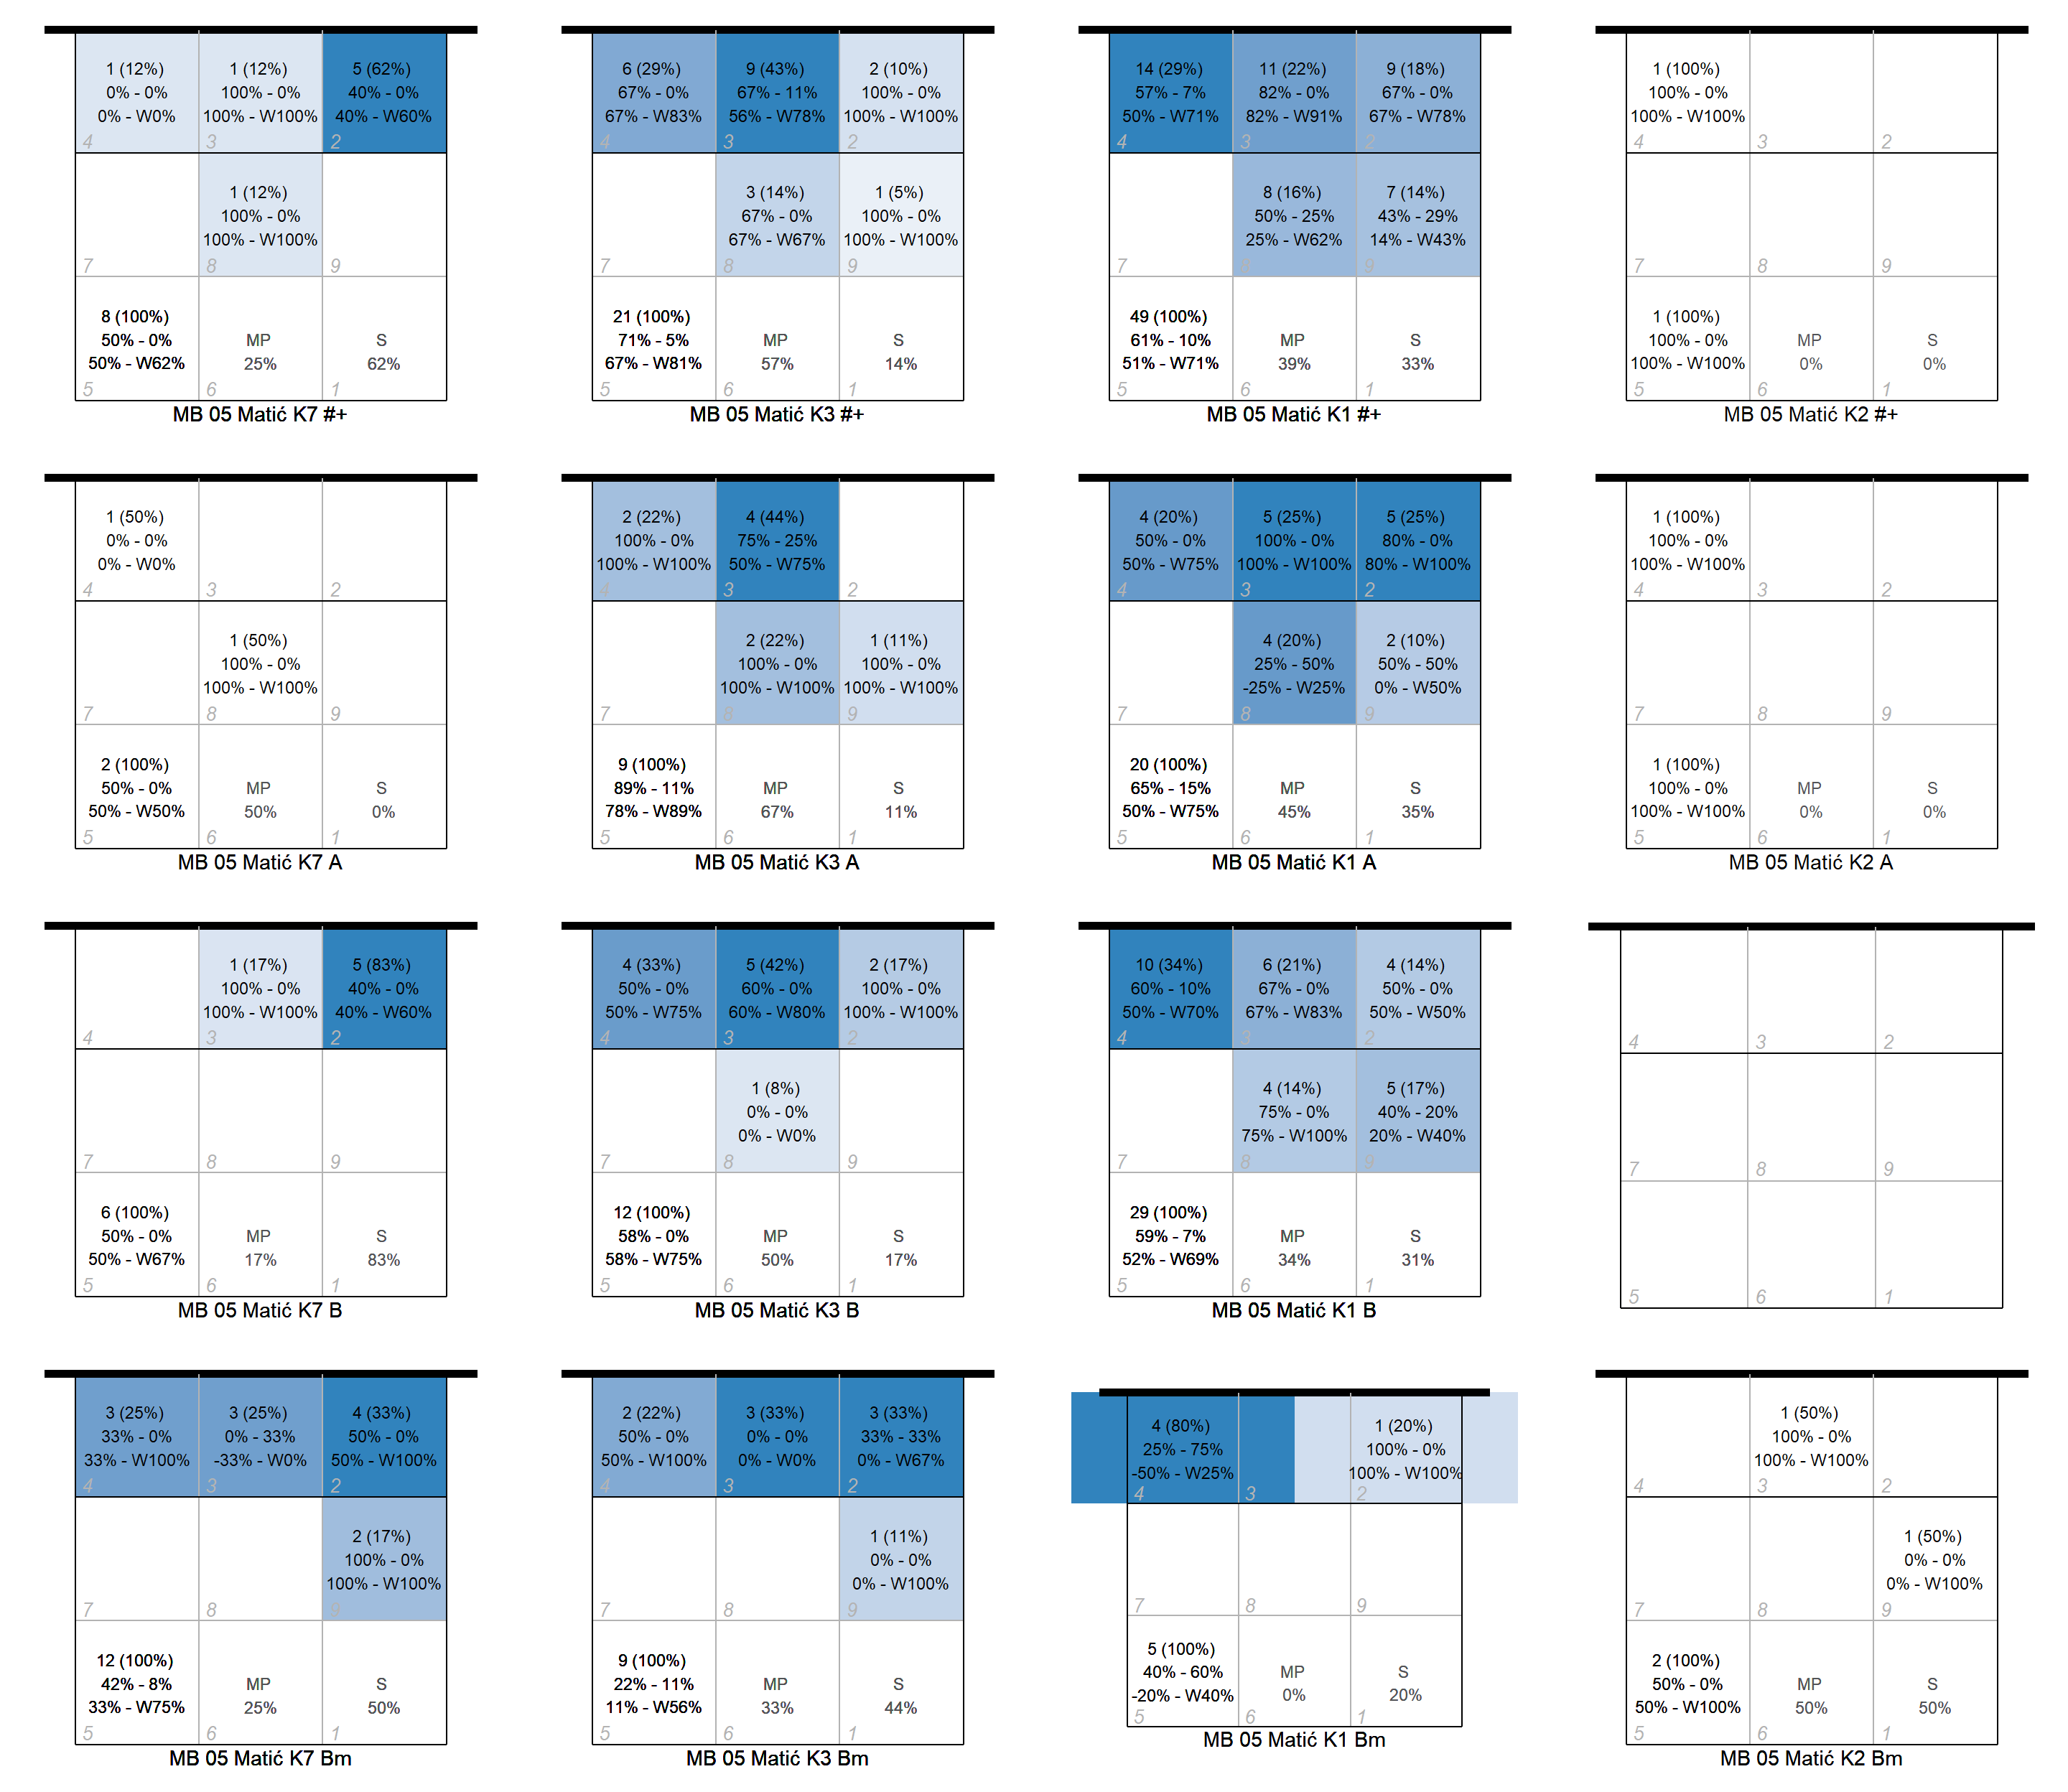 1 (12%)
0% - 0%
0% - W0%
4
1 (12%)
100% - 0%
100% - W100%
3
5 (62%)
40% - 0%
40% - W60%
2
7
1 (12%)
100% - 0%
100% - W100%
8
9
8 (100%)
50% - 0%
50% - W62%
5
MP
25%
6
S
62%
1
MB 05 Matić K7 #+
6 (29%)
67% - 0%
67% - W83%
4
9 (43%)
67% - 11%
56% - W78%
3
2 (10%)
100% - 0%
100% - W100%
2
7
3 (14%)
67% - 0%
67% - W67%
8
1 (5%)
100% - 0%
100% - W100%
9
21 (100%)
71% - 5%
67% - W81%
5
MP
57%
6
S
14%
1
MB 05 Matić K3 #+
14 (29%)
57% - 7%
50% - W71%
4
11 (22%)
82% - 0%
82% - W91%
3
9 (18%)
67% - 0%
67% - W78%
2
7
8 (16%)
50% - 25%
25% - W62%
8
7 (14%)
43% - 29%
14% - W43%
9
49 (100%)
61% - 10%
51% - W71%
5
MP
39%
6
S
33%
1
MB 05 Matić K1 #+
1 (100%)
100% - 0%
100% - W100%
4
3
2
7
8
9
1 (100%)
100% - 0%
100% - W100%
5
MP
0%
6
S
0%
1
MB 05 Matić K2 #+
1 (50%)
0% - 0%
0% - W0%
4
3
2
7
1 (50%)
100% - 0%
100% - W100%
8
9
2 (100%)
50% - 0%
50% - W50%
5
MP
50%
6
S
0%
1
MB 05 Matić K7 A
2 (22%)
100% - 0%
100% - W100%
4
4 (44%)
75% - 25%
50% - W75%
3
2
7
2 (22%)
100% - 0%
100% - W100%
8
1 (11%)
100% - 0%
100% - W100%
9
9 (100%)
89% - 11%
78% - W89%
5
MP
67%
6
S
11%
1
MB 05 Matić K3 A
4 (20%)
50% - 0%
50% - W75%
4
5 (25%)
100% - 0%
100% - W100%
3
5 (25%)
80% - 0%
80% - W100%
2
7
4 (20%)
25% - 50%
-25% - W25%
8
2 (10%)
50% - 50%
0% - W50%
9
20 (100%)
65% - 15%
50% - W75%
5
MP
45%
6
S
35%
1
MB 05 Matić K1 A
1 (100%)
100% - 0%
100% - W100%
4
3
2
7
8
9
1 (100%)
100% - 0%
100% - W100%
5
MP
0%
6
S
0%
1
MB 05 Matić K2 A
4
1 (17%)
100% - 0%
100% - W100%
3
5 (83%)
40% - 0%
40% - W60%
2
7
8
9
6 (100%)
50% - 0%
50% - W67%
5
MP
17%
6
S
83%
1
MB 05 Matić K7 B
4 (33%)
50% - 0%
50% - W75%
4
5 (42%)
60% - 0%
60% - W80%
3
2 (17%)
100% - 0%
100% - W100%
2
7
1 (8%)
0% - 0%
0% - W0%
8
9
12 (100%)
58% - 0%
58% - W75%
5
MP
50%
6
S
17%
1
MB 05 Matić K3 B
10 (34%)
60% - 10%
50% - W70%
4
6 (21%)
67% - 0%
67% - W83%
3
4 (14%)
50% - 0%
50% - W50%
2
7
4 (14%)
75% - 0%
75% - W100%
8
5 (17%)
40% - 20%
20% - W40%
9
29 (100%)
59% - 7%
52% - W69%
5
MP
34%
6
S
31%
1
MB 05 Matić K1 B
4
3
2
7
8
9
5
6
1
3 (25%)
33% - 0%
33% - W100%
4
3 (25%)
0% - 33%
-33% - W0%
3
4 (33%)
50% - 0%
50% - W100%
2
7
8
2 (17%)
100% - 0%
100% - W100%
9
12 (100%)
42% - 8%
33% - W75%
5
MP
25%
6
S
50%
1
MB 05 Matić K7 Bm
2 (22%)
50% - 0%
50% - W100%
4
3 (33%)
0% - 0%
0% - W0%
3
3 (33%)
33% - 33%
0% - W67%
2
7
8
1 (11%)
0% - 0%
0% - W100%
9
9 (100%)
22% - 11%
11% - W56%
5
MP
33%
6
S
44%
1
MB 05 Matić K3 Bm
4 (80%)
25% - 75%
-50% - W25%
4
3
1 (20%)
100% - 0%
100% - W100%
2
7
8
9
5 (100%)
40% - 60%
-20% - W40%
5
MP
0%
6
S
20%
1
MB 05 Matić K1 Bm
4
1 (50%)
100% - 0%
100% - W100%
3
2
7
8
1 (50%)
0% - 0%
0% - W100%
9
2 (100%)
50% - 0%
50% - W100%
5
MP
50%
6
S
50%
1
MB 05 Matić K2 Bm